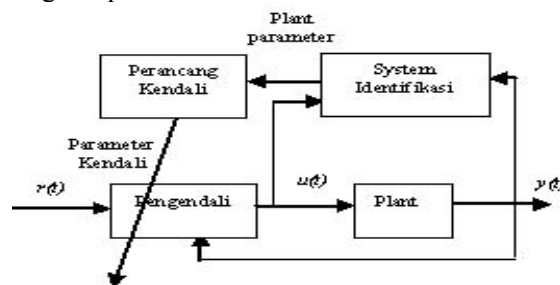 Plant
parameter
Perancang
Kendali
System
Identifikasi
Parameter
Kendali
r(t)
Pengendali
u(t)
Plant
y(t)